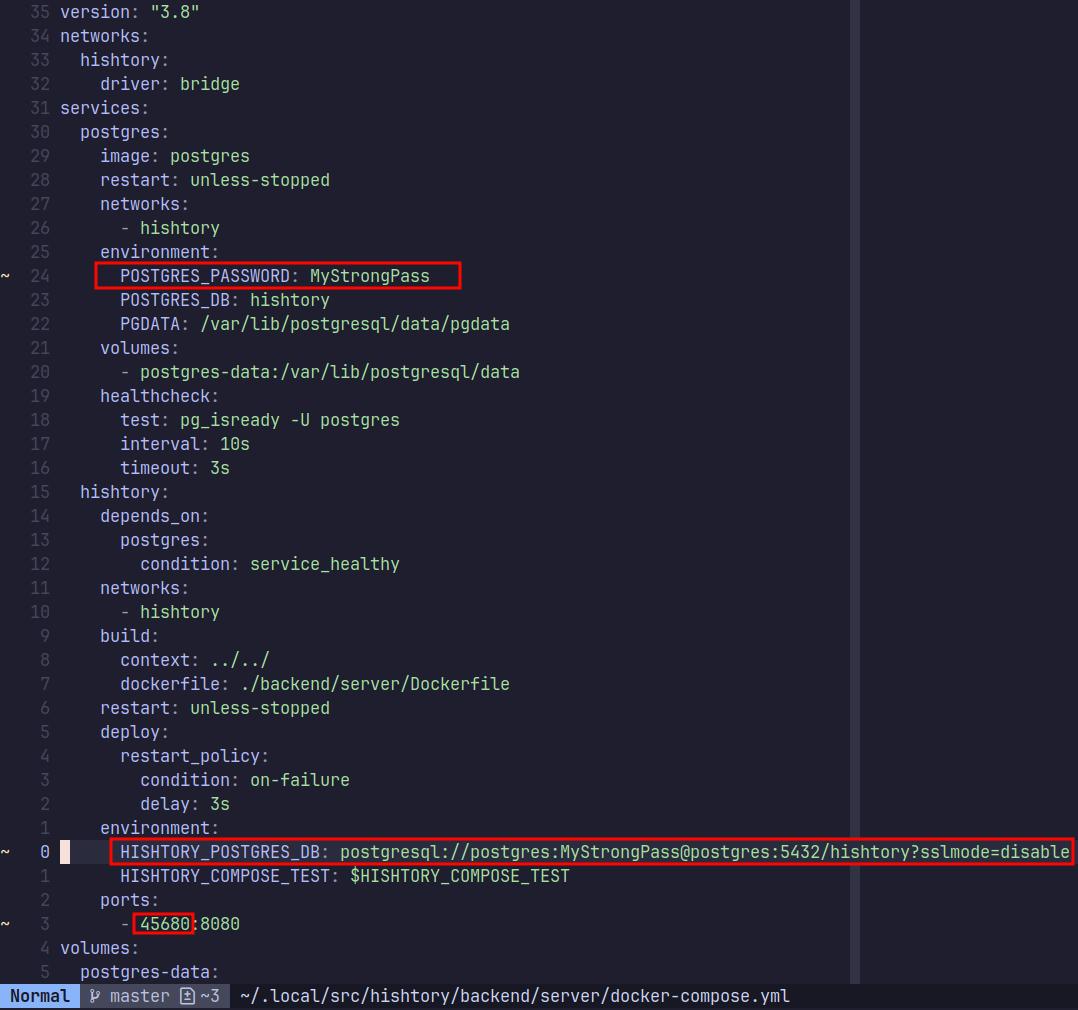 35 version: "3.8"
34 networks:
33   hishtory:
32     driver: bridge
31 services:
30   postgres:
29     image: postgres
28     restart: unless-stopped
27     networks:
26       - hishtory
25     environment:
~ 24       POSTGRES_PASSWORD: MyStrongPass
23       POSTGRES_DB: hishtory
22       PGDATA: /var/lib/postgresql/data/pgdata
21     volumes:
20       - postgres-data:/var/lib/postgresql/data
19     healthcheck:
18       test: pg_isready -U postgres
17       interval: 10s
16       timeout: 3s
15   hishtory:
14     depends_on:
13       postgres:
12         condition: service_healthy
11     networks:
10       - hishtory
9     build:
8       context: ../../
7       dockerfile: ./backend/server/Dockerfile
6     restart: unless-stopped
5     deploy:
4       restart_policy:
3         condition: on-failure
2         delay: 3s
1     environment:
~ 0       HISHTORY_POSTGRES_DB: postgresql://postgres:MyStrongPass@postgres:5432/hishtory?sslmode=disable
1       HISHTORY_COMPOSE_TEST: $HISHTORY_COMPOSE_TEST
2     ports:
~ 3       - 45680:8080
4 volumes:
5   postgres-data:
Normal master ~3 ~/.local/src/hishtory/backend/server/docker-compose.yml